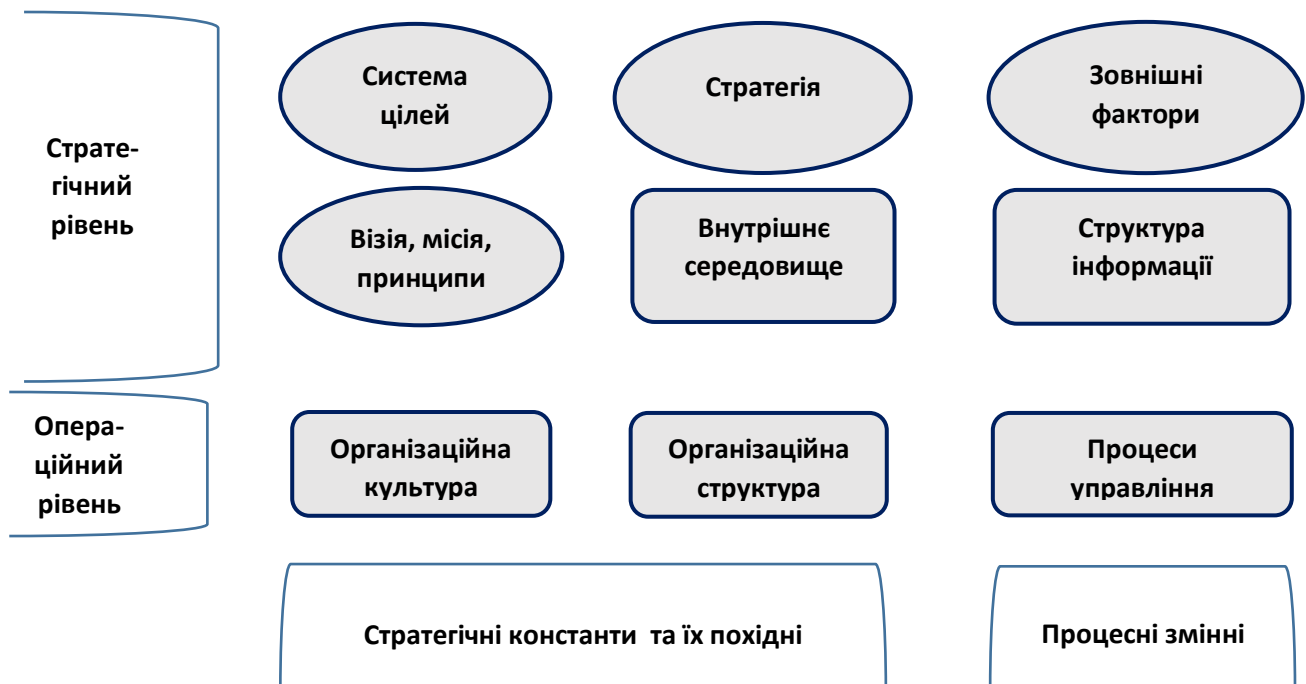 Система
цілей
Стратегія
Зовнішні
фактори
Страте-
гічний
рівень
Візія, місія,
принципи
Внутрішнє
середовище
Структура
інформації
Опера-
ційний
рівень
Організаційна
культура
Організаційна
структура
Процеси
управління
Стратегічні константи та їх похідні
Процесні змінні